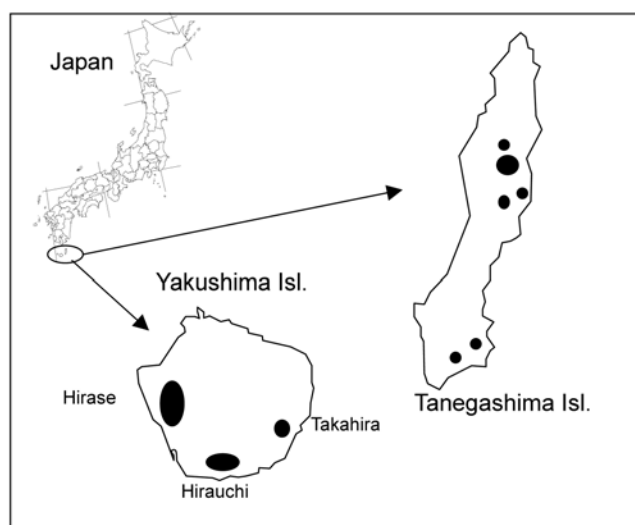 Japan
Yakushima Isl.
Hirase
Takahira
Hirauchi
Tanegashima Isl.